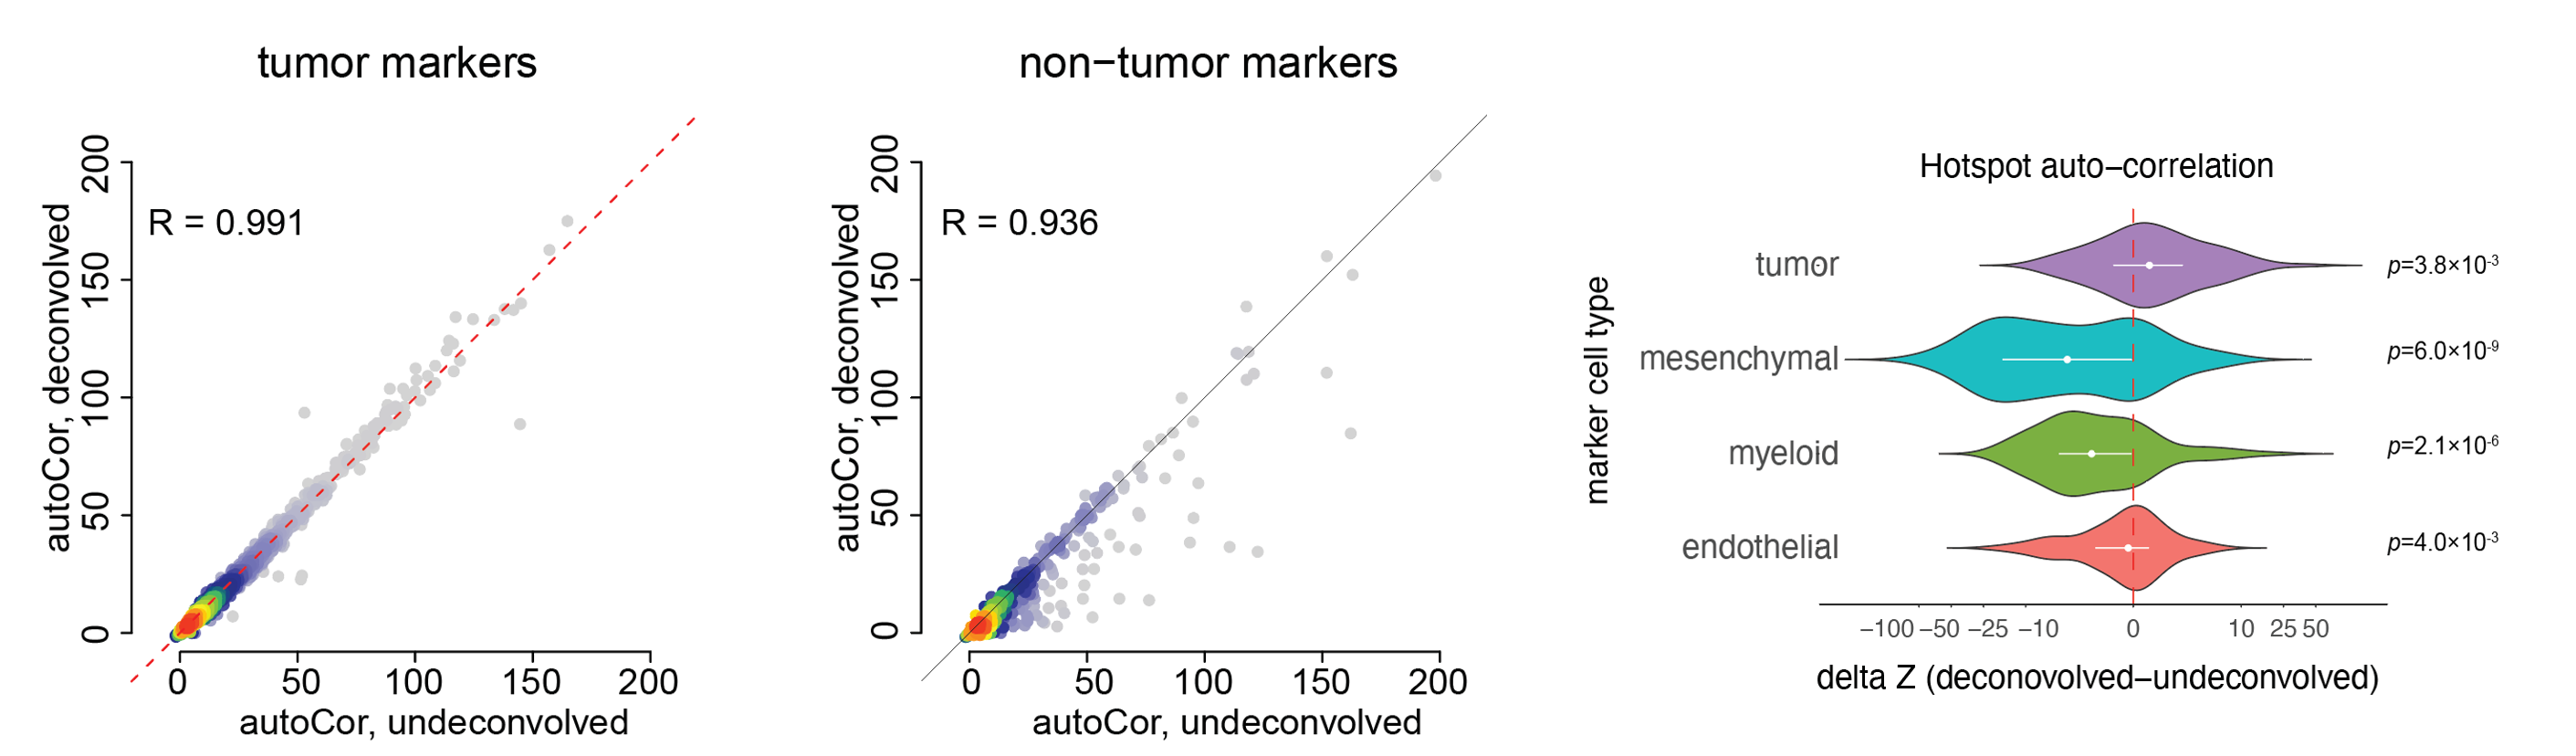 tumor markers
R = 0.991
autoCor, deconvolved
0 50 100 150 200
0 50 100 150 200
autoCor, undeconvolved
non−tumor markers
R = 0.936
autoCor, deconvolved
0 50 100 150 200
0 50 100 150 200
autoCor, undeconvolved
Hotspot auto−correlation
marker cell type
tumor p=3.8×10-3
mesenchymal p=6.0×10-9
myeloid p=2.1×10-6
endothelial p=4.0×10-3
−100 −50 −25 −10 0 10 25 50
delta Z (deconovolved−undeconvolved)